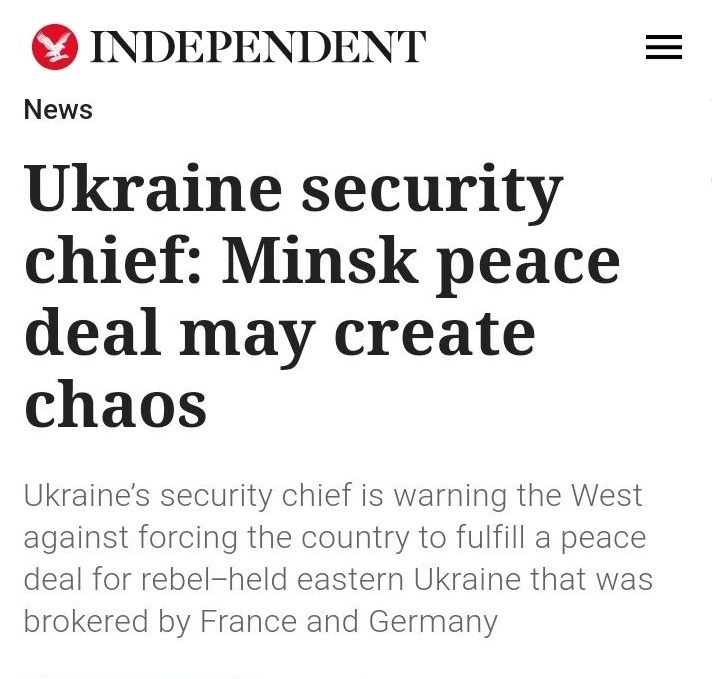 INDEPENDENT
News
Ukraine security
chief: Minsk peace
deal may create
chaos
Ukraine’s security chief is warning the West
against forcing the country to fulfill a peace
deal for rebel–held eastern Ukraine that was
brokered by France and Germany